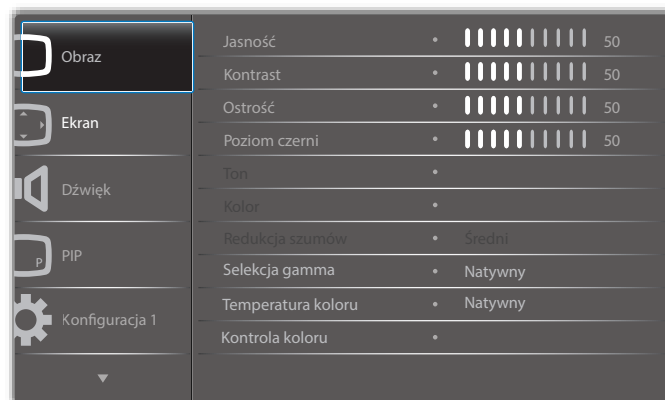 Obraz
Ekran
Dźwięk
PIP
P
Konfiguracja 1
Jasność • 50
Kontrast • 50
Ostrość • 50
Poziom czerni • 50
Ton •
Kolor •
Redukcja szumów • Średni
Selekcja gamma • Natywny
Temperatura koloru • Natywny
Kontrola koloru •